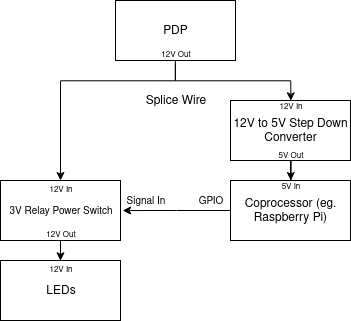 PDP
12V Out
Splice Wire
12V In
12V to 5V Step Down
Converter
5V Out
12V In
3V Relay Power Switch
12V Out
Signal In
GPIO
5V In
Coprocessor (eg.
Raspberry Pi)
12V In
LEDs